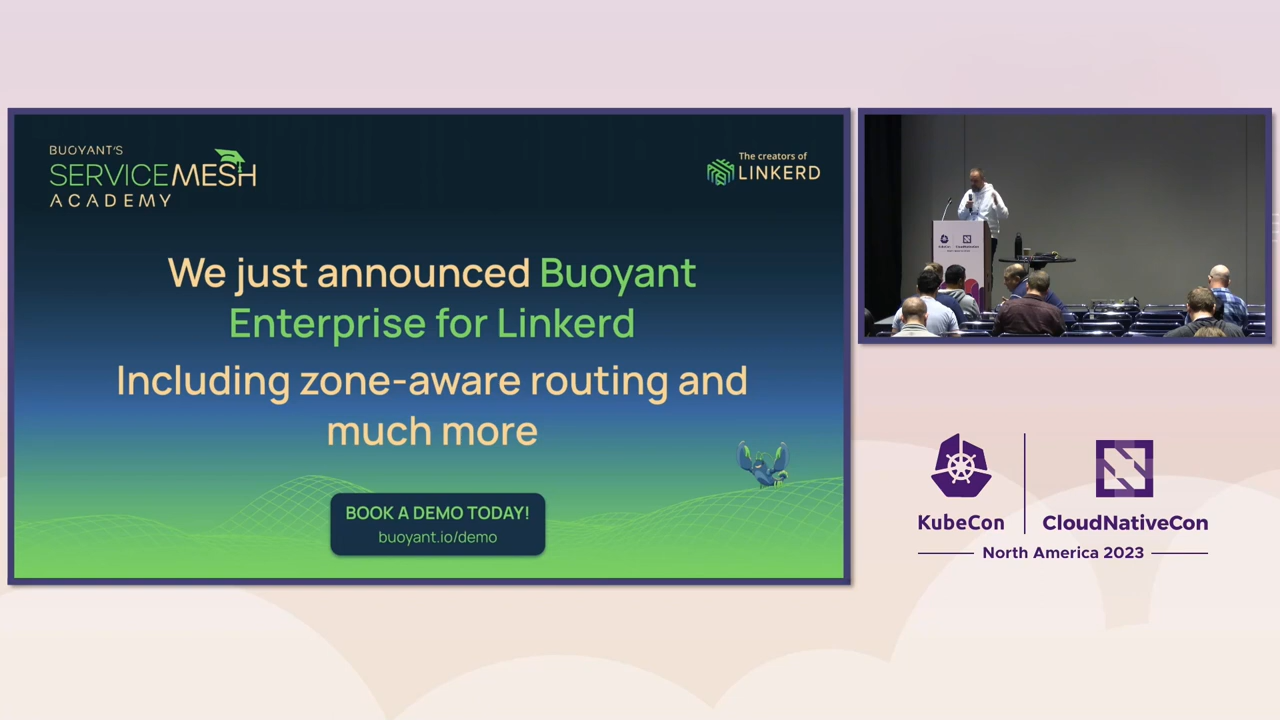 BUOYANT'S
SERVICEMESH
ACADEMY
The creators of
LINKERD
We just announced Buoyant
Enterprise for Linkerd
Including zone-aware routing and
much more
BOOK A DEMO TODAY!
buoyant.io/demo
KubeCon
CloudNativeCon
North America 2023